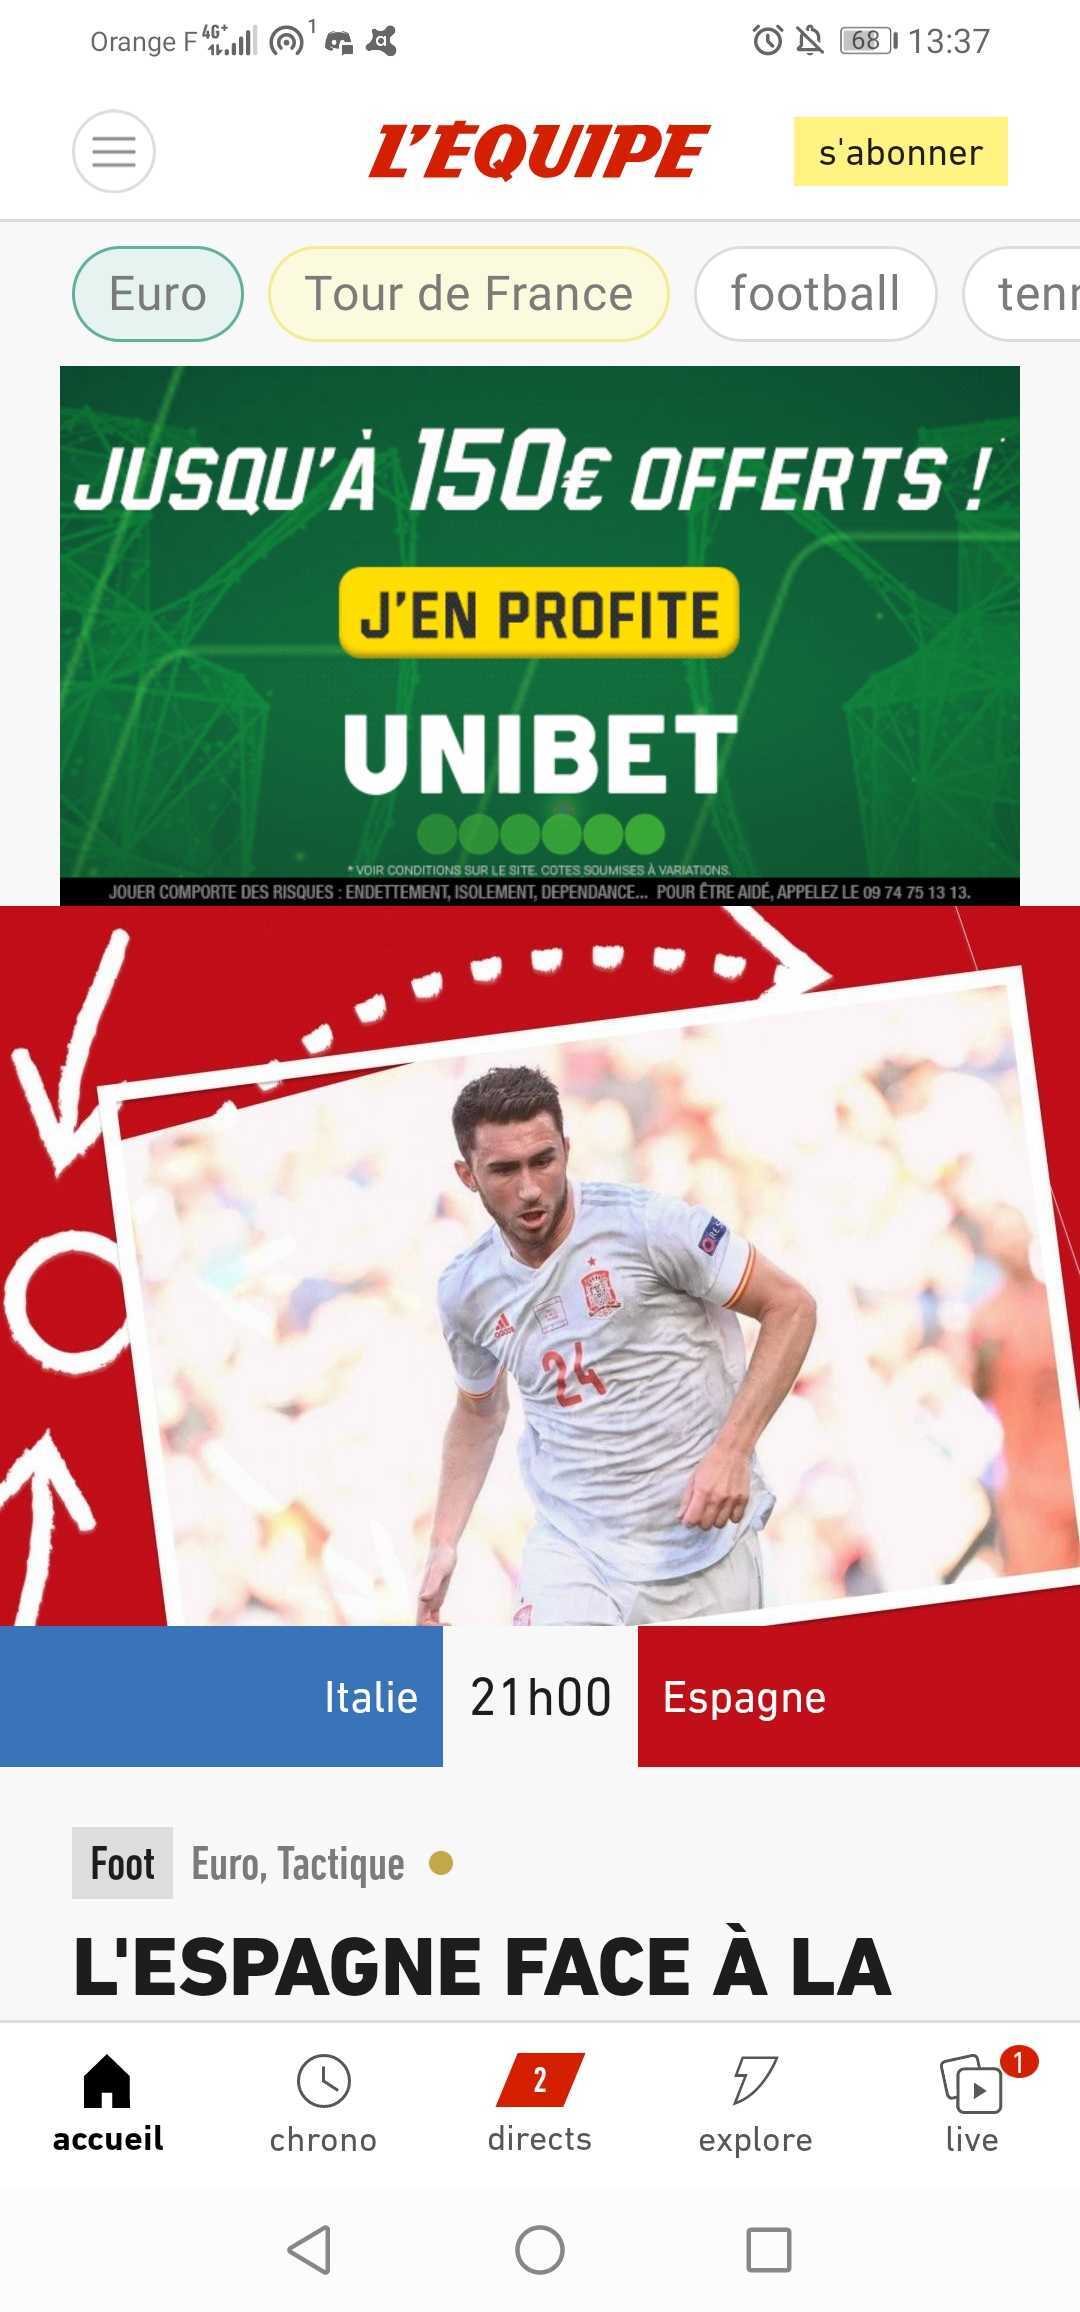 Orange F 4G+ 1 68 13:37
L'ÉQUIPE
s'abonner
Euro
Tour de France
football
tenn
JUSQU'À 150€ OFFERTS !
J'EN PROFITE
UNIBET
* VOIR CONDITIONS SUR LE SITE. COTES SOUMISES À VARIATIONS.
JOUER COMPORTE DES RISQUES : ENDETTEMENT, ISOLEMENT, DEPENDANCE... POUR ÊTRE AIDÉ, APPELEZ LE 09 74 75 13 13.
adidas
24
Italie
21h00
Espagne
Foot
Euro, Tactique
L'ESPAGNE FACE À LA
accueil
chrono
2
directs
explore
1
live